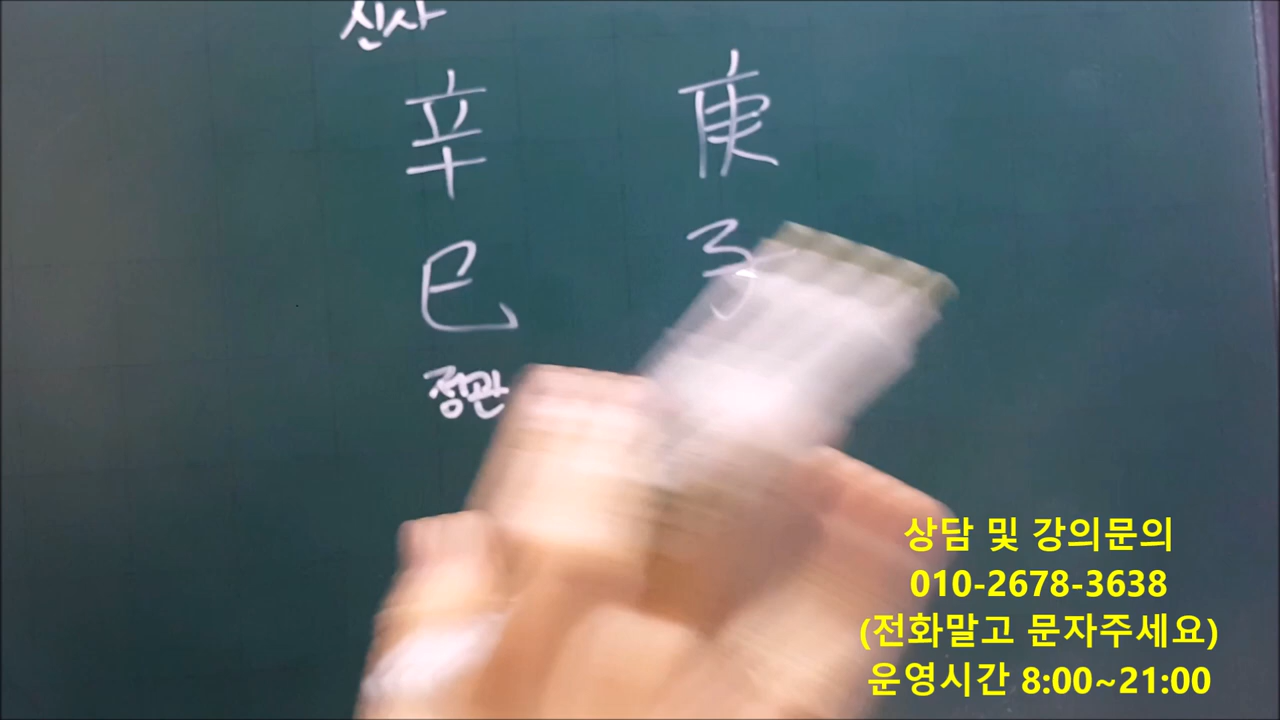 신사
辛 庚
巳 子
정관
상담 및 강의문의
010-2678-3638
(전화말고 문자주세요)
운영시간 8:00~21:00